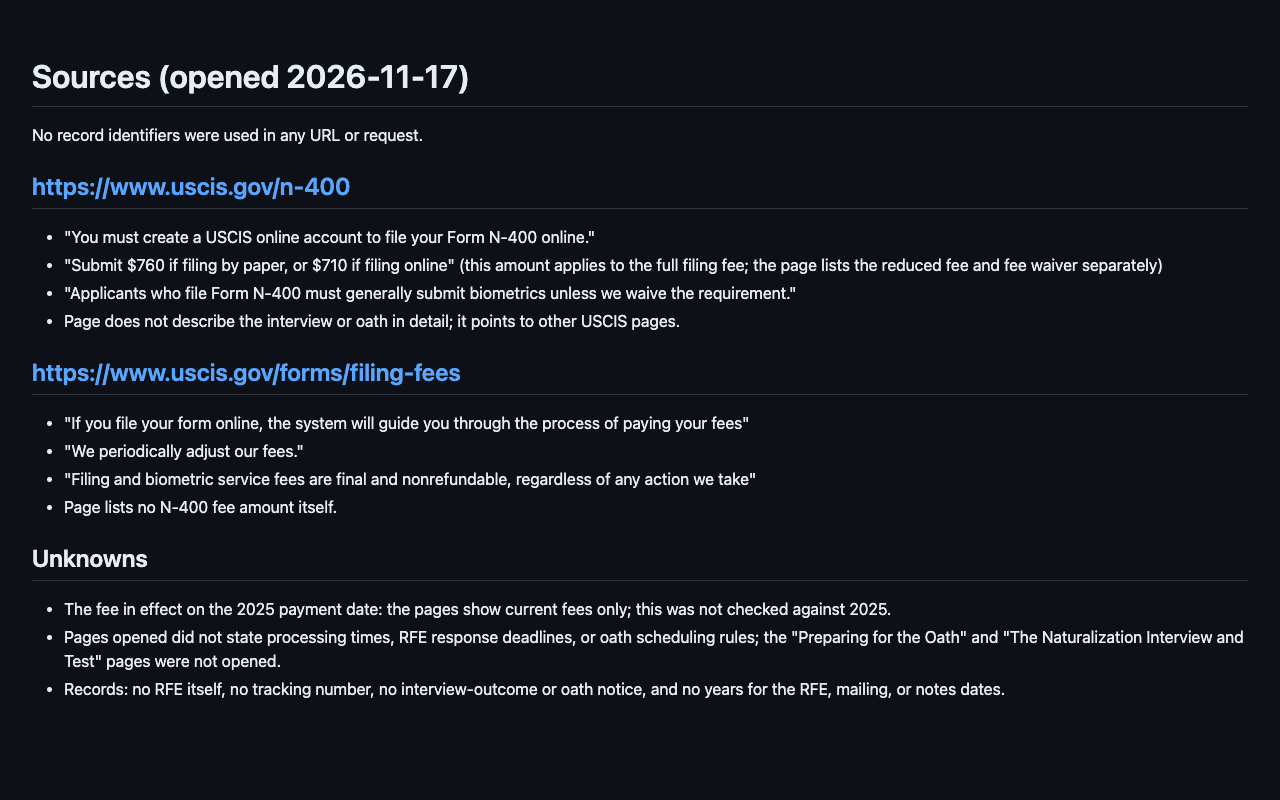 Sources (opened 2026-11-17)
No record identifiers were used in any URL or request.
https://www.uscis.gov/n-400
• "You must create a USCIS online account to file your Form N-400 online."
• "Submit $760 if filing by paper, or $710 if filing online" (this amount applies to the full filing fee; the page lists the reduced fee and fee waiver separately)
• "Applicants who file Form N-400 must generally submit biometrics unless we waive the requirement."
• Page does not describe the interview or oath in detail; it points to other USCIS pages.
https://www.uscis.gov/forms/filing-fees
• "If you file your form online, the system will guide you through the process of paying your fees"
• "We periodically adjust our fees."
• "Filing and biometric service fees are final and nonrefundable, regardless of any action we take"
• Page lists no N-400 fee amount itself.
Unknowns
• The fee in effect on the 2025 payment date: the pages show current fees only; this was not checked against 2025.
• Pages opened did not state processing times, RFE response deadlines, or oath scheduling rules; the "Preparing for the Oath" and "The Naturalization Interview and
Test" pages were not opened.
• Records: no RFE itself, no tracking number, no interview-outcome or oath notice, and no years for the RFE, mailing, or notes dates.